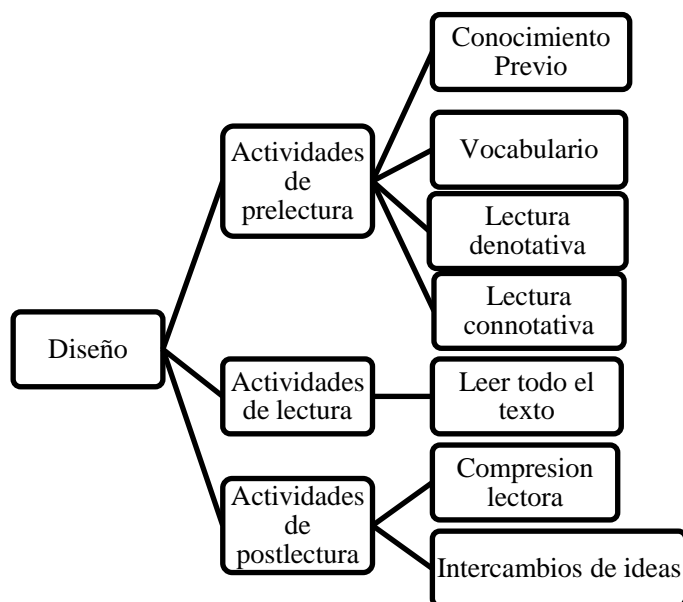 Diseño
Actividades
de
prelectura
Conocimiento
Previo
Vocabulario
Lectura
denotativa
Lectura
connotativa
Actividades
de lectura
Leer todo el
texto
Actividades
de
postlectura
Compresion
lectora
Intercambios de ideas